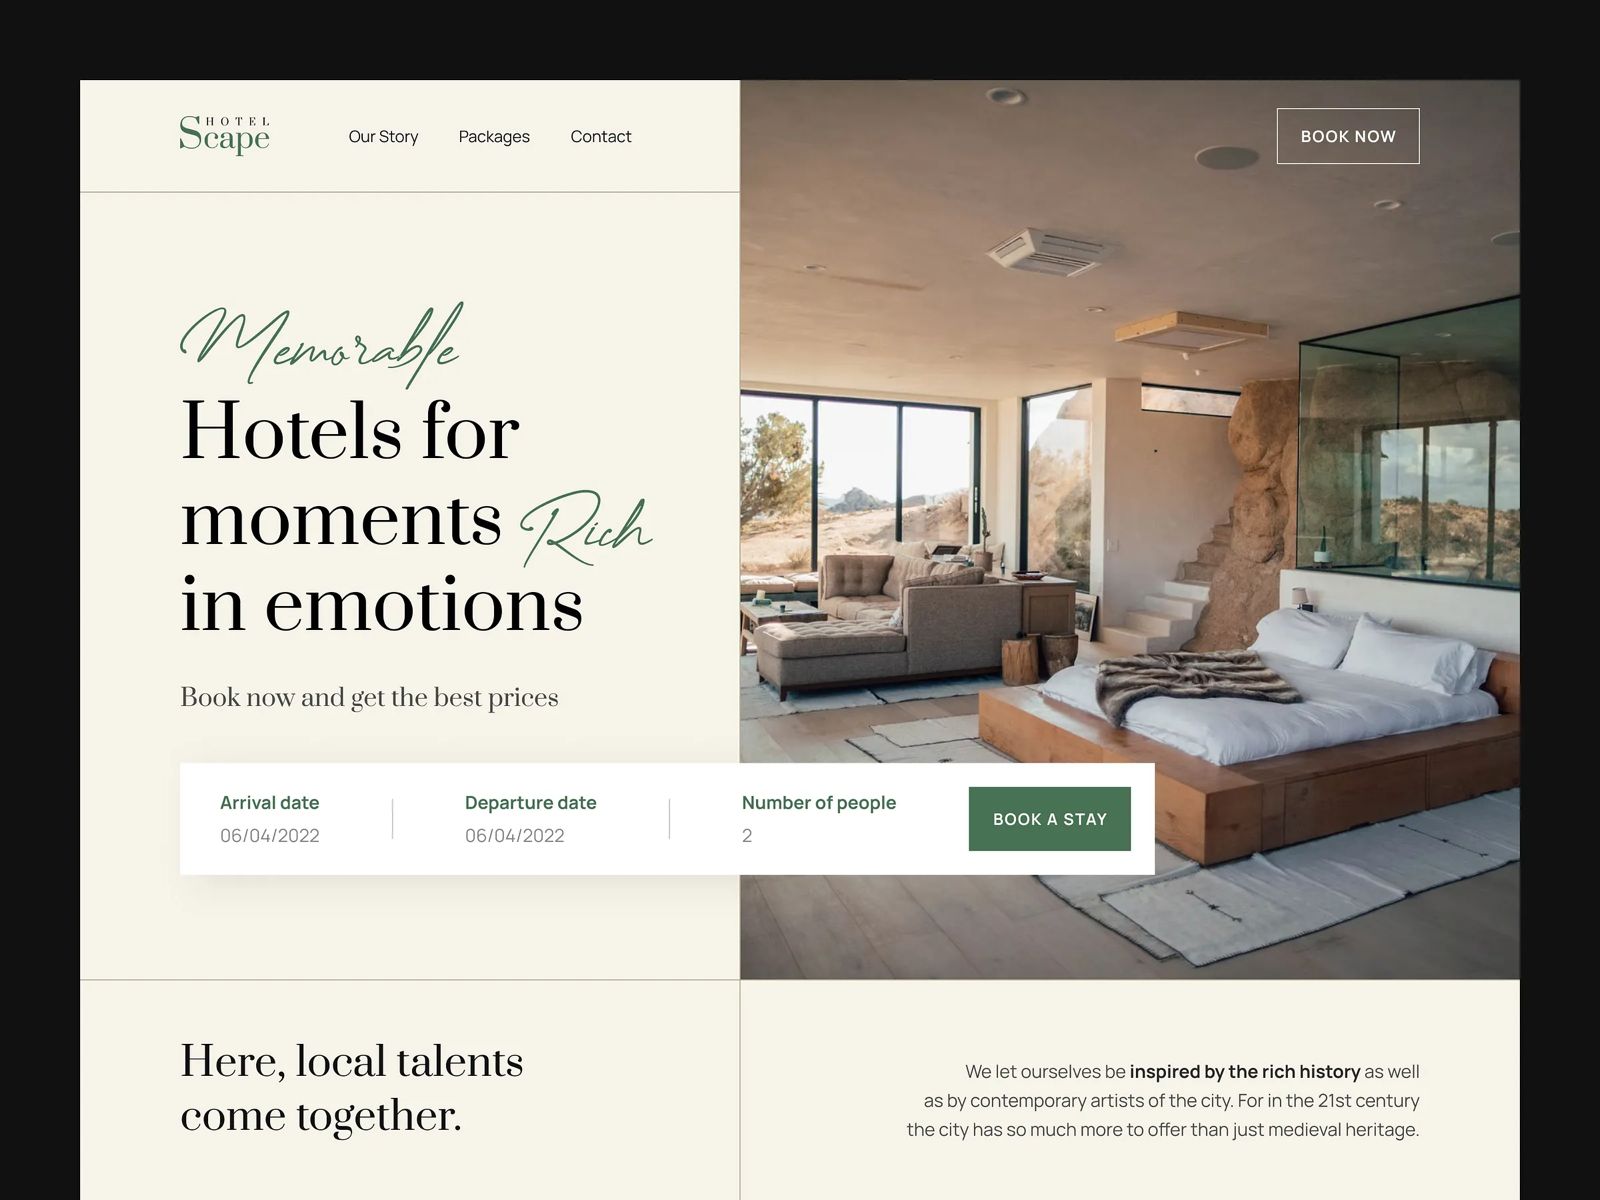 HOTEL
Scape
Our Story
Packages
Contact
BOOK NOW
Memorable
Hotels for
moments Rich
in emotions
Book now and get the best prices
Arrival date
06/04/2022
Departure date
06/04/2022
Number of people
2
BOOK A STAY
Here, local talents
come together.
We let ourselves be inspired by the rich history as well
as by contemporary artists of the city. For in the 21st century
the city has so much more to offer than just medieval heritage.